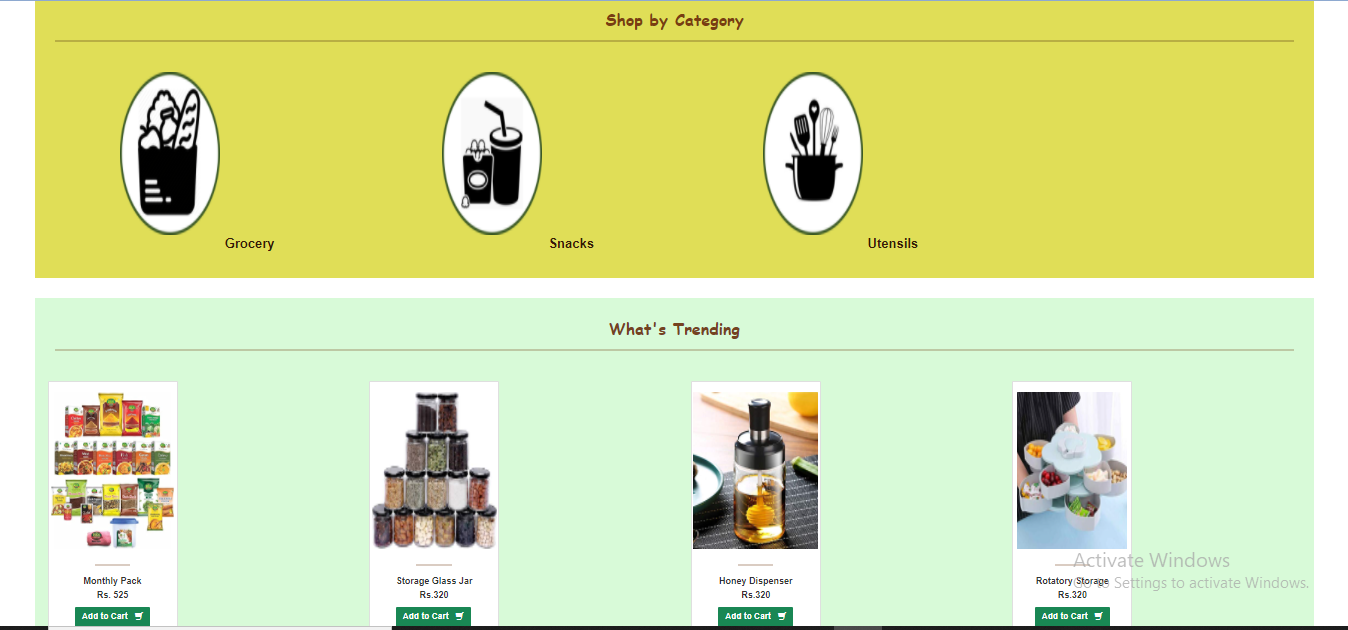 Shop by Category
Grocery
Snacks
Utensils
What's Trending
Monthly Pack
Rs. 525
Add to Cart
Storage Glass Jar
Rs.320
Add to Cart
Honey Dispenser
Rs.320
Add to Cart
Rotatory Storage
Rs.320
Add to Cart
Activate Windows
Go to Settings to activate Windows.